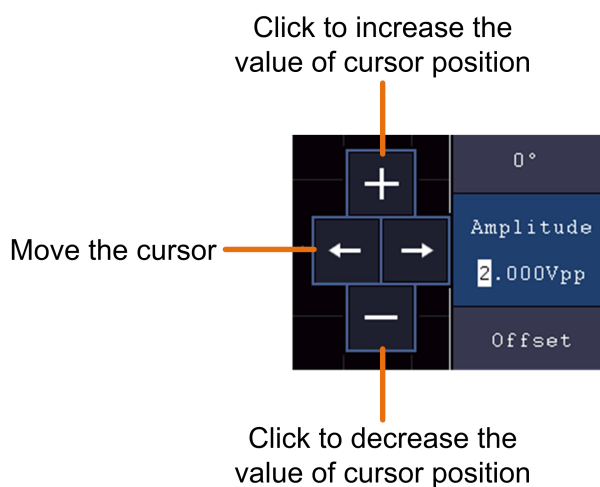 Click to increase the
value of cursor position
+
0°
Amplitude
Move the cursor
← →
2.000Vpp
−
Offset
Click to decrease the
value of cursor position